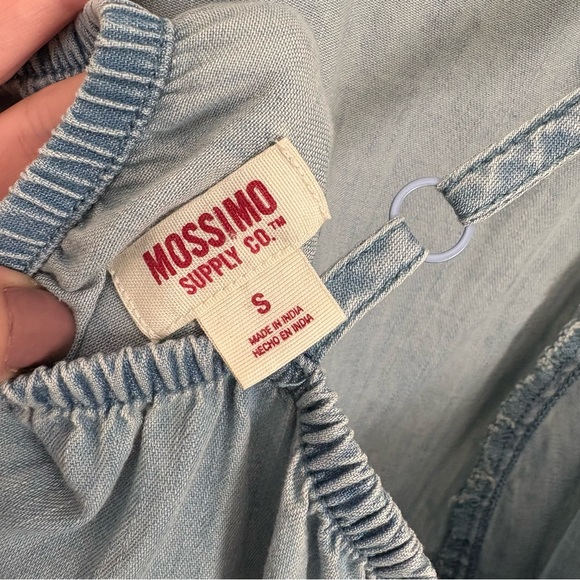 MOSSIMO
SUPPLY CO.™
S
MADE IN INDIA
HECHO EN INDIA